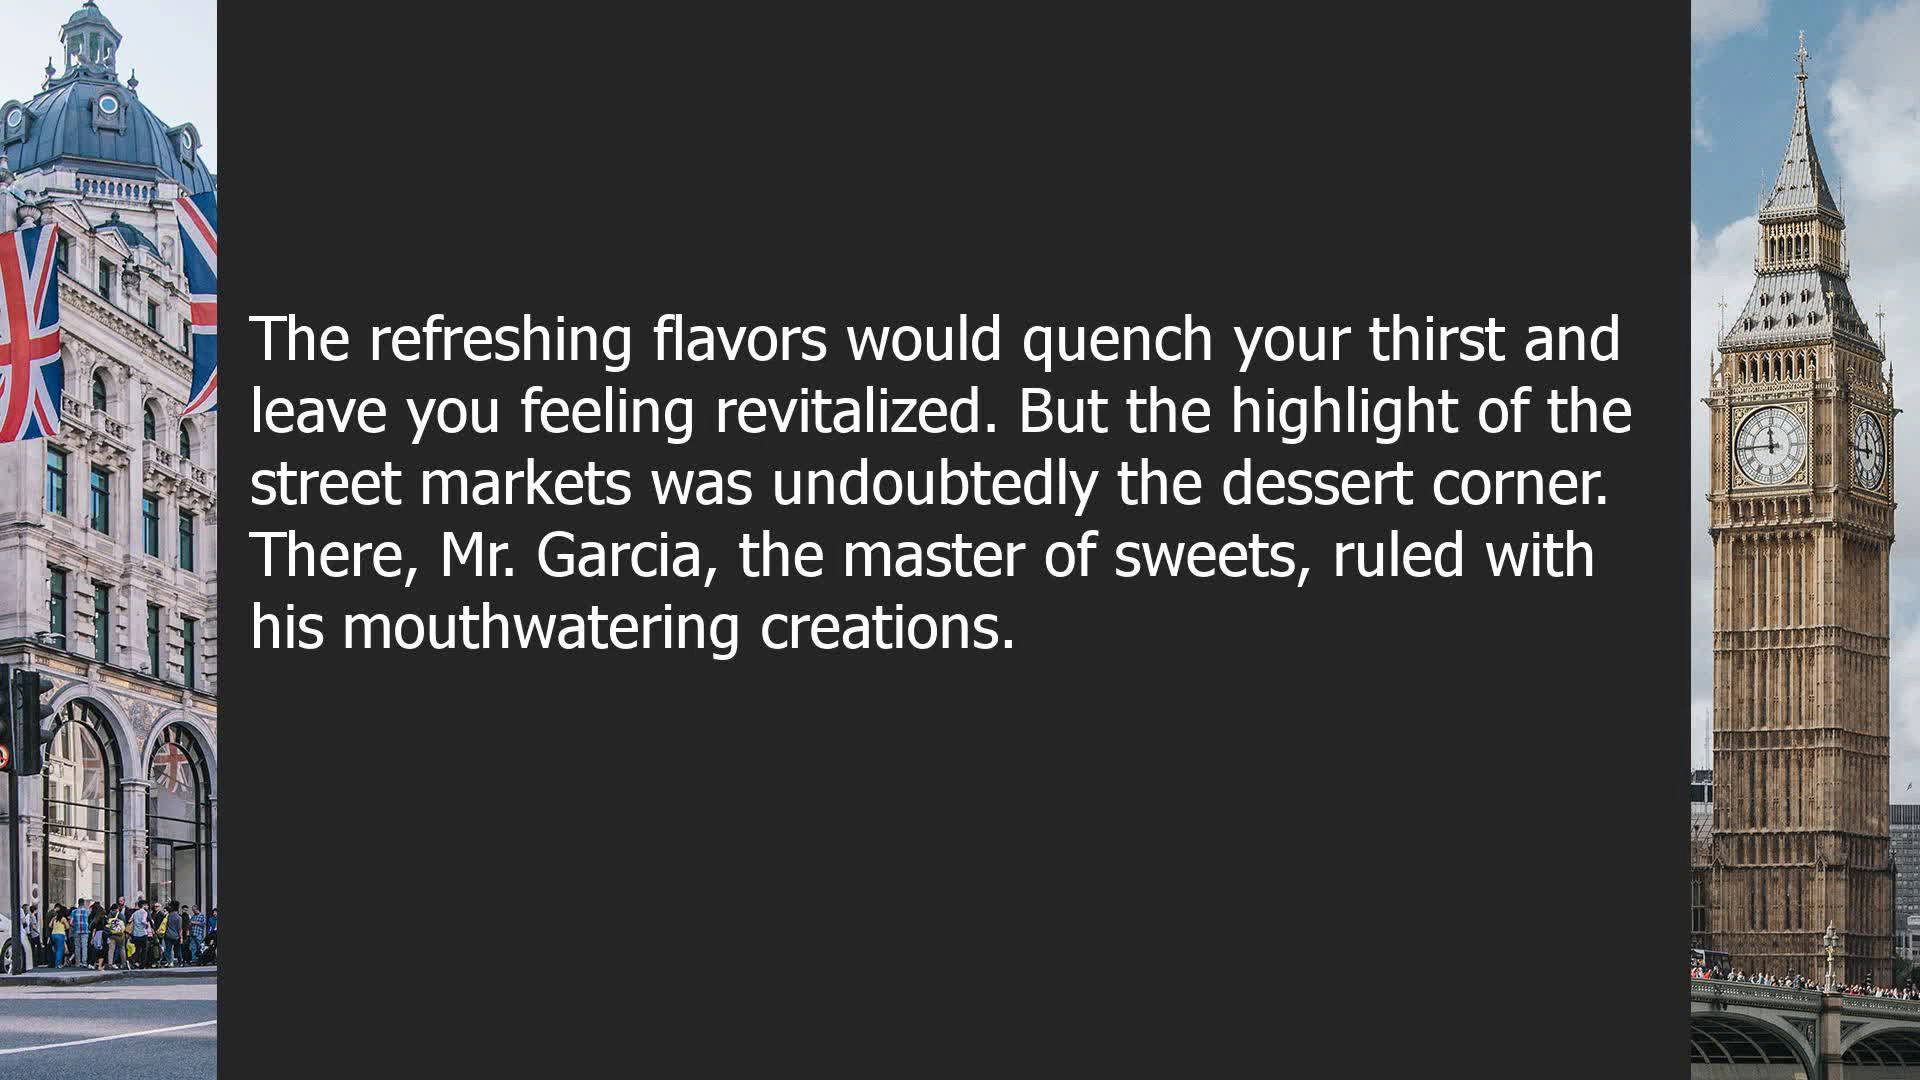 The refreshing flavors would quench your thirst and
leave you feeling revitalized. But the highlight of the
street markets was undoubtedly the dessert corner.
There, Mr. Garcia, the master of sweets, ruled with
his mouthwatering creations.